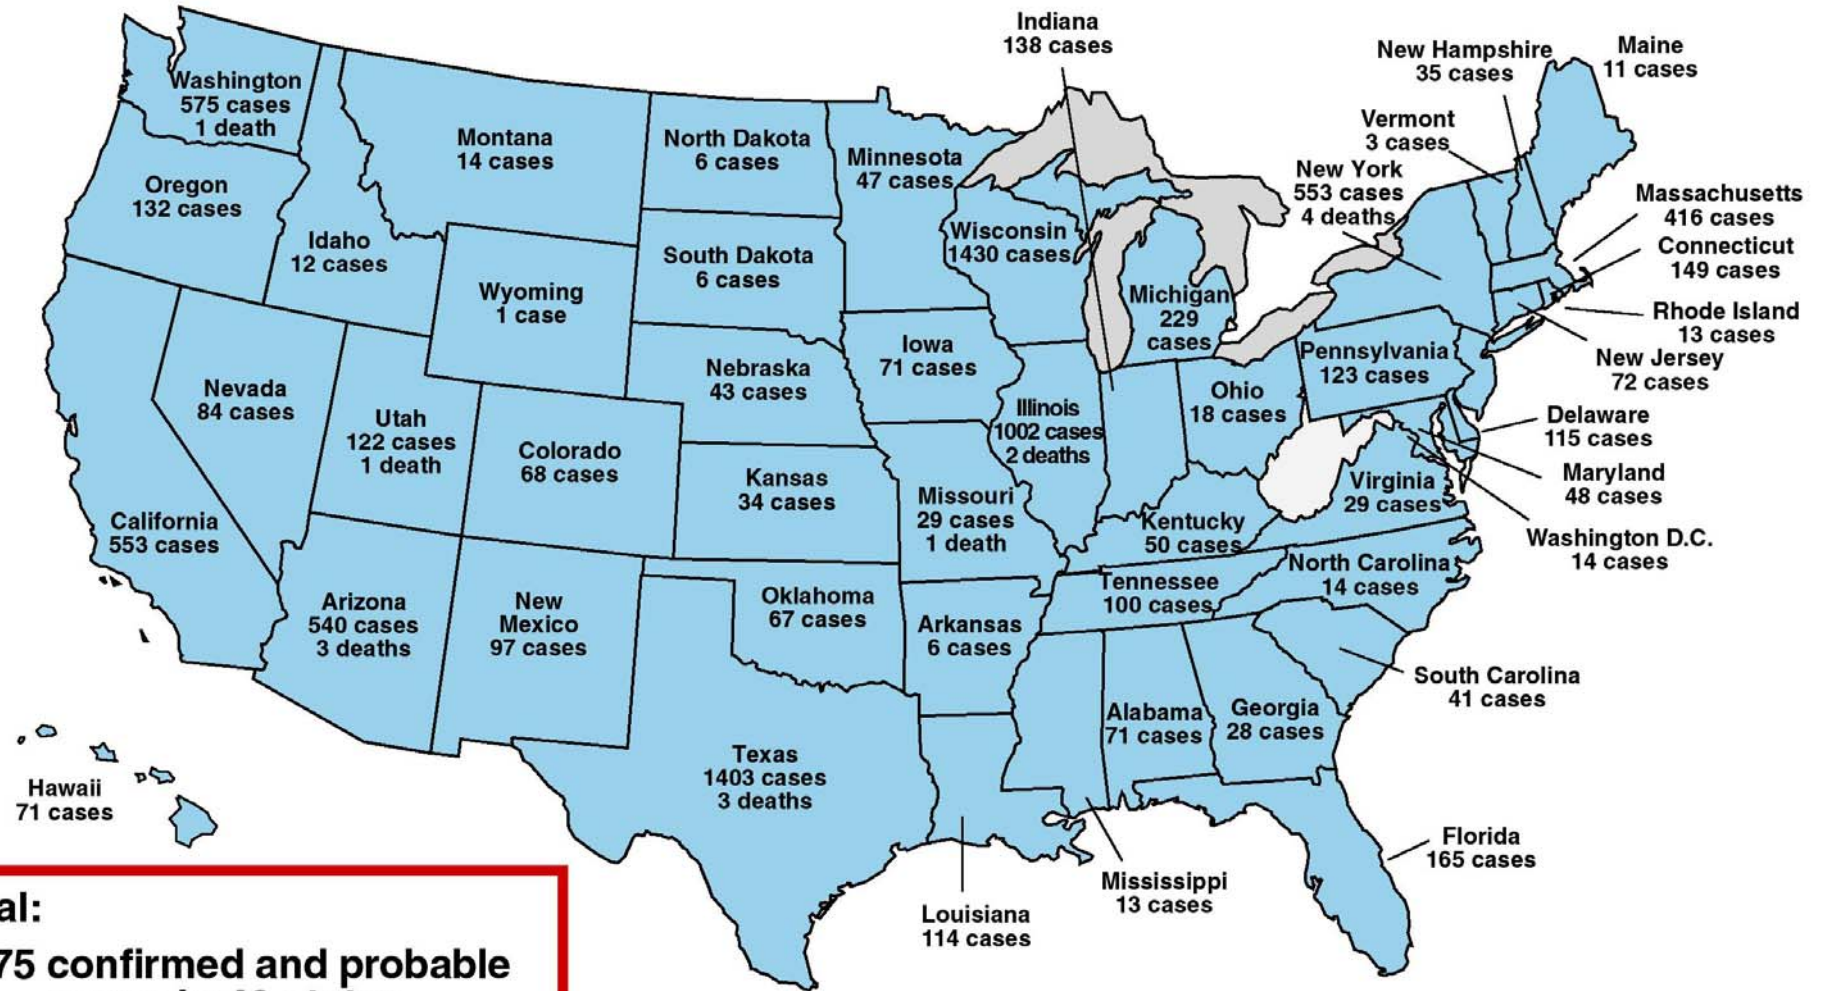 Indiana
138 cases
New Hampshire
35 cases
Maine
11 cases
Vermont
3 cases
New York
553 cases
4 deaths
Massachusetts
416 cases
Connecticut
149 cases
Rhode Island
13 cases
New Jersey
72 cases
Delaware
115 cases
Maryland
48 cases
Washington D.C.
14 cases
Washington
575 cases
1 death
Montana
14 cases
North Dakota
6 cases
Minnesota
47 cases
Oregon
132 cases
Idaho
12 cases
Wyoming
1 case
South Dakota
6 cases
Wisconsin
1430 cases
Michigan
229
cases
Nevada
84 cases
Utah
122 cases
1 death
Colorado
68 cases
Nebraska
43 cases
Iowa
71 cases
Illinois
1002 cases
2 deaths
Ohio
18 cases
Pennsylvania
123 cases
California
553 cases
Kansas
34 cases
Missouri
29 cases
1 death
Kentucky
50 cases
Virginia
29 cases
Arizona
540 cases
3 deaths
New
Mexico
97 cases
Oklahoma
67 cases
Arkansas
6 cases
Tennessee
100 cases
North Carolina
14 cases
South Carolina
41 cases
Texas
1403 cases
3 deaths
Alabama
71 cases
Georgia
28 cases
Hawaii
71 cases
Louisiana
114 cases
Mississippi
13 cases
Florida
165 cases
al:
75 confirmed and probable